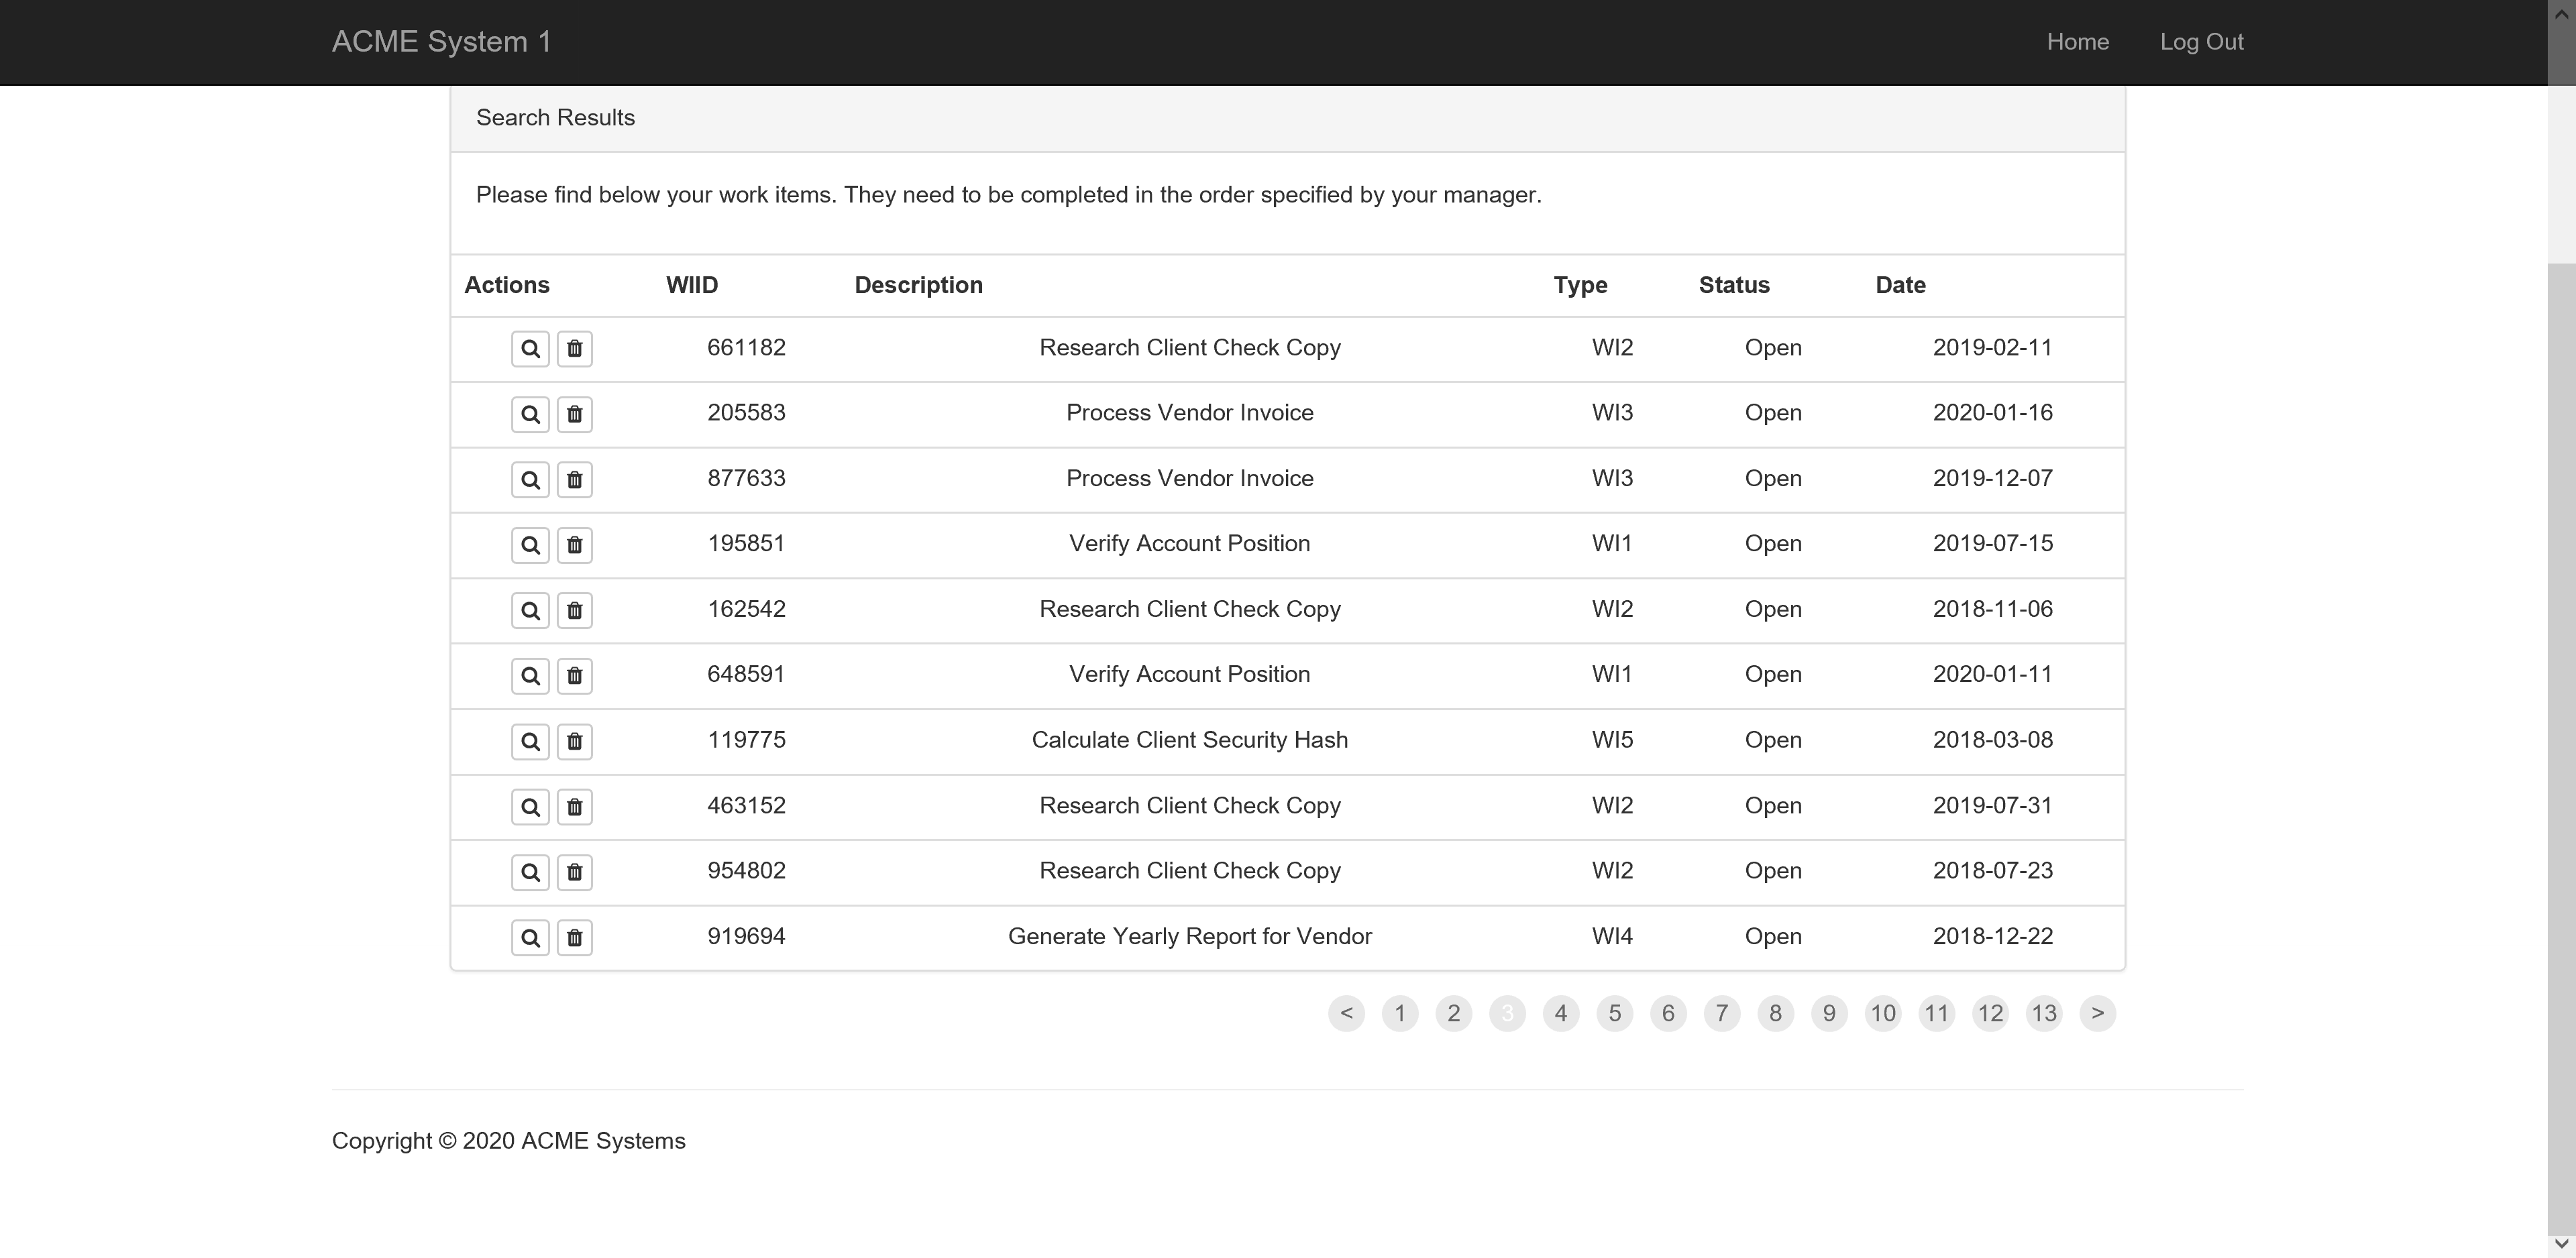 ACME System 1 Home Log Out
Search Results
Please find below your work items. They need to be completed in the order specified by your manager.
Actions WIID Description Type Status Date
661182 Research Client Check Copy WI2 Open 2019-02-11
205583 Process Vendor Invoice WI3 Open 2020-01-16
877633 Process Vendor Invoice WI3 Open 2019-12-07
195851 Verify Account Position WI1 Open 2019-07-15
162542 Research Client Check Copy WI2 Open 2018-11-06
648591 Verify Account Position WI1 Open 2020-01-11
119775 Calculate Client Security Hash WI5 Open 2018-03-08
463152 Research Client Check Copy WI2 Open 2019-07-31
954802 Research Client Check Copy WI2 Open 2018-07-23
919694 Generate Yearly Report for Vendor WI4 Open 2018-12-22
< 1 2 3 4 5 6 7 8 9 10 11 12 13 >
Copyright © 2020 ACME Systems